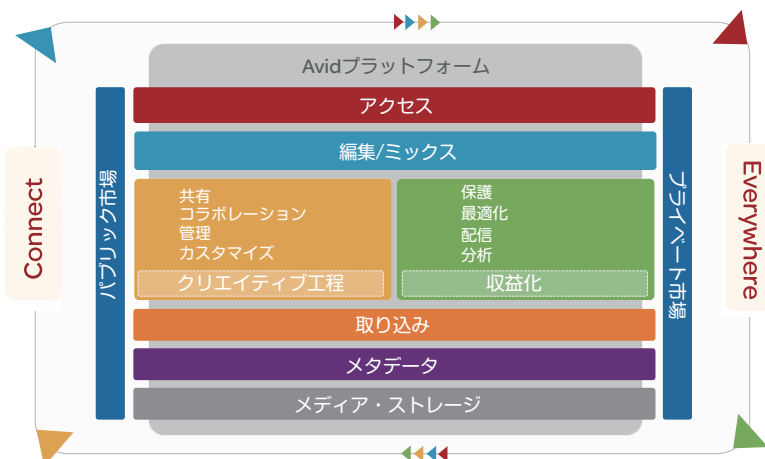 Avidプラットフォーム
アクセス
編集/ミックス
Connect
パブリック市場
共有
コラボレーション
管理
カスタマイズ
クリエイティブ工程
保護
最適化
配信
分析
収益化
プライベート市場
Everywhere
取り込み
メタデータ
メディア・ストレージ